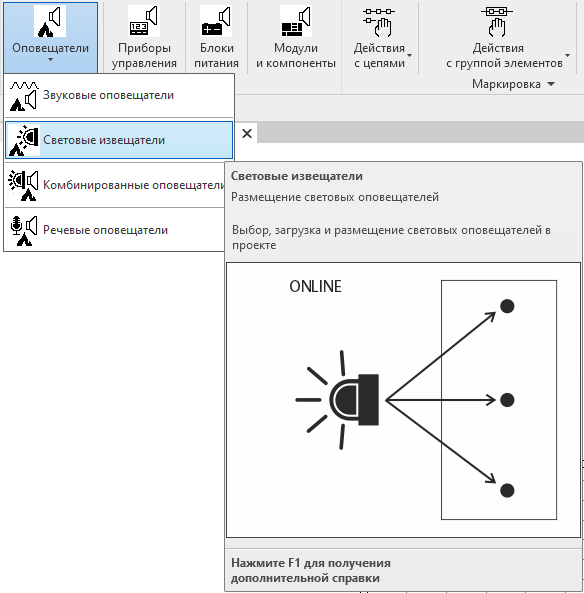 Оповещатели
Приборы
управления
Блоки
питания
Модули
и компоненты
Действия
с цепями
Действия
с группой элементов
Маркировка
Звуковые оповещатели
Световые извещатели
Комбинированные оповещатели
Речевые оповещатели
Световые извещатели
Размещение световых оповещателей
Выбор, загрузка и размещение световых оповещателей в
проекте
ONLINE
Нажмите F1 для получения
дополнительной справки